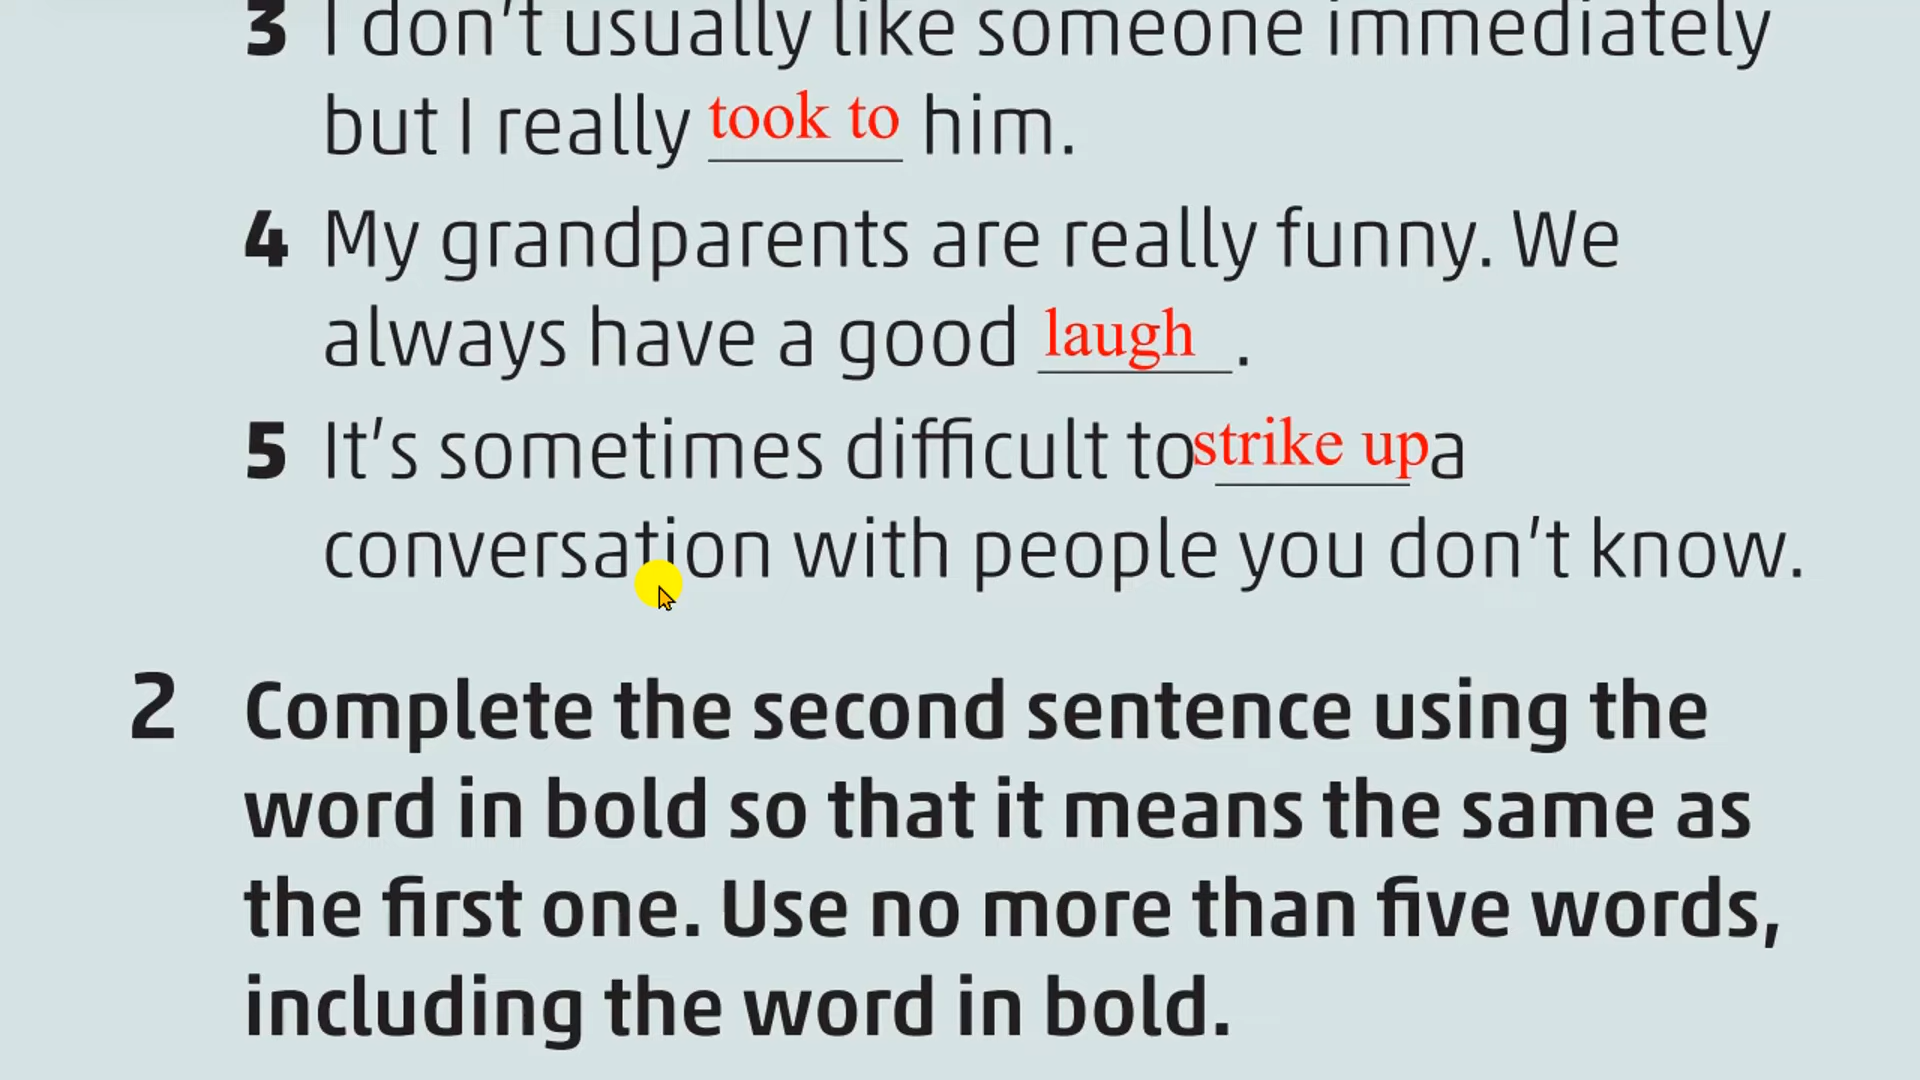 3 I don't usually like someone immediately
but I really took to him.
4 My grandparents are really funny. We
always have a good laugh.
5 It's sometimes difficult to strike up a
conversation with people you don't know.
2 Complete the second sentence using the
word in bold so that it means the same as
the first one. Use no more than five words,
including the word in bold.